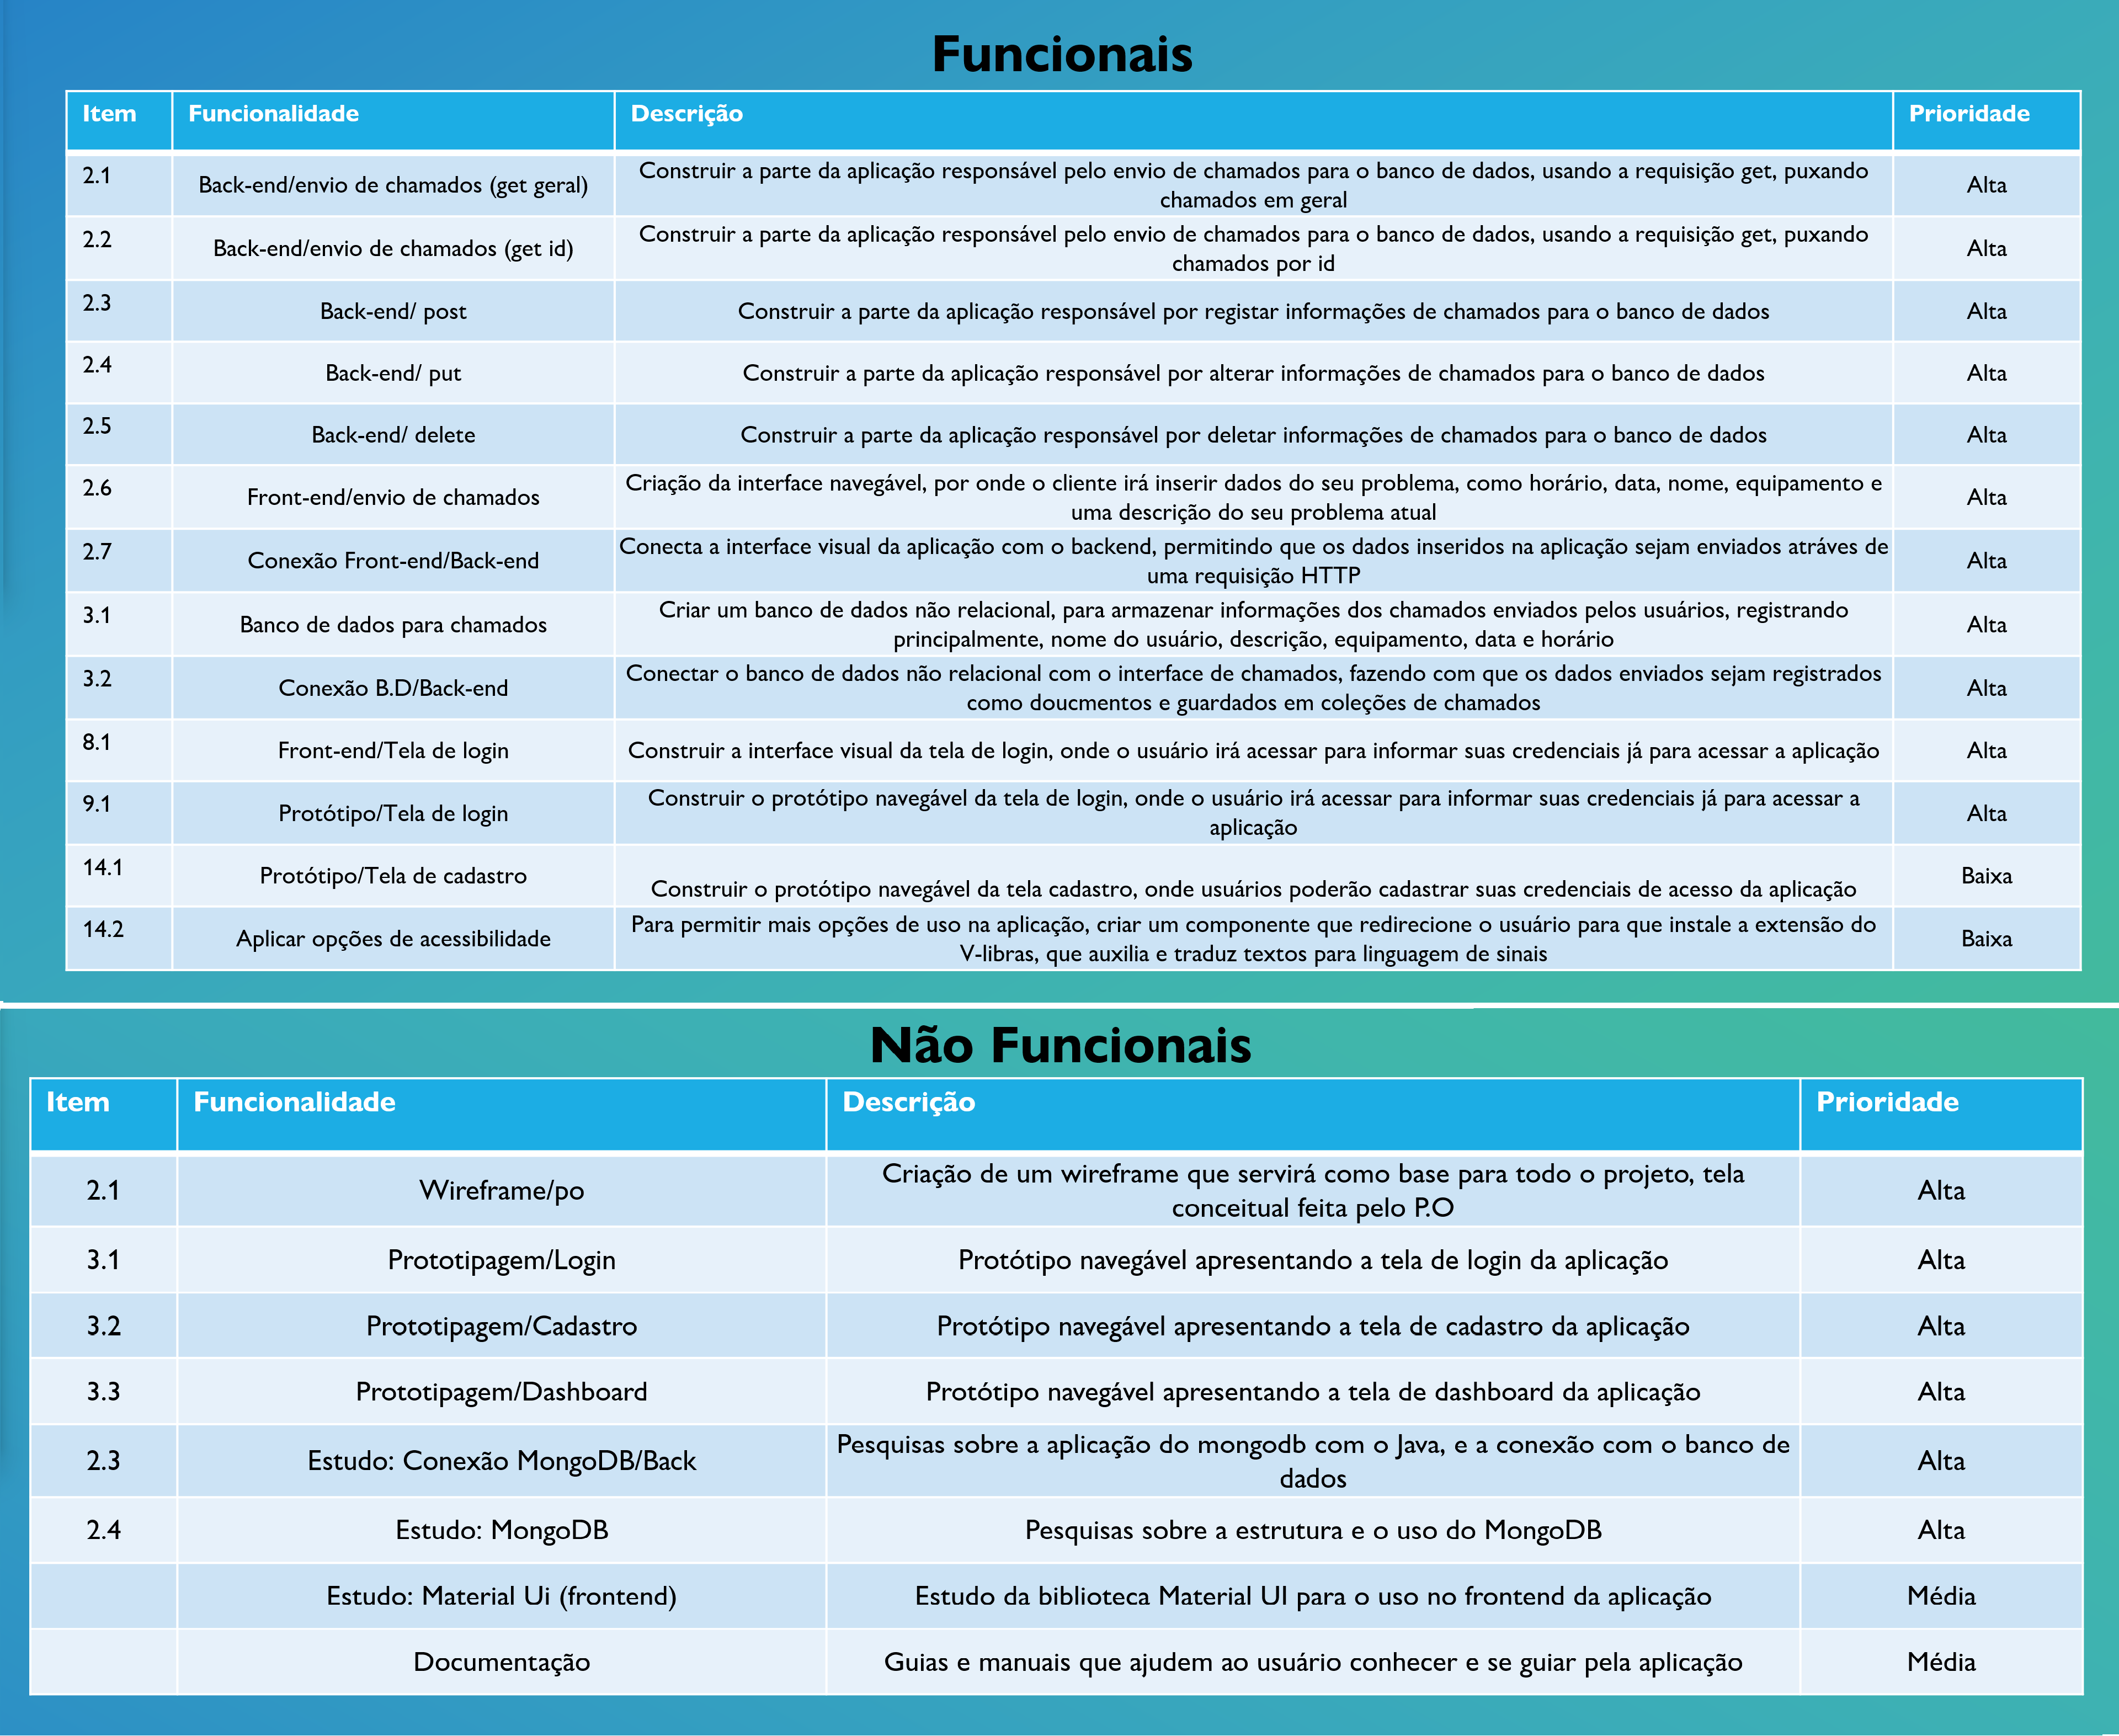 Funcionais
Item Funcionalidade Descrição Prioridade
2.1 Back-end/envio de chamados (get geral) Construir a parte da aplicação responsável pelo envio de chamados para o banco de dados, usando a requisição get, puxando
chamados em geral Alta
2.2 Back-end/envio de chamados (get id) Construir a parte da aplicação responsável pelo envio de chamados para o banco de dados, usando a requisição get, puxando
chamados por id Alta
2.3 Back-end/ post Construir a parte da aplicação responsável por registar informações de chamados para o banco de dados Alta
2.4 Back-end/ put Construir a parte da aplicação responsável por alterar informações de chamados para o banco de dados Alta
2.5 Back-end/ delete Construir a parte da aplicação responsável por deletar informações de chamados para o banco de dados Alta
2.6 Front-end/envio de chamados Criação da interface navegável, por onde o cliente irá inserir dados do seu problema, como horário, data, nome, equipamento e
uma descrição do seu problema atual Alta
2.7 Conexão Front-end/Back-end Conecta a interface visual da aplicação com o backend, permitindo que os dados inseridos na aplicação sejam enviados atráves de
uma requisição HTTP Alta
3.1 Banco de dados para chamados Criar um banco de dados não relacional, para armazenar informações dos chamados enviados pelos usuários, registrando
principalmente, nome do usuário, descrição, equipamento, data e horário Alta
3.2 Conexão B.D/Back-end Conectar o banco de dados não relacional com o interface de chamados, fazendo com que os dados enviados sejam registrados
como doucmentos e guardados em coleções de chamados Alta
8.1 Front-end/Tela de login Construir a interface visual da tela de login, onde o usuário irá acessar para informar suas credenciais já para acessar a aplicação Alta
9.1 Protótipo/Tela de login Construir o protótipo navegável da tela de login, onde o usuário irá acessar para informar suas credenciais já para acessar a
aplicação Alta
14.1 Protótipo/Tela de cadastro Construir o protótipo navegável da tela cadastro, onde usuários poderão cadastrar suas credenciais de acesso da aplicação Baixa
14.2 Aplicar opções de acessibilidade Para permitir mais opções de uso na aplicação, criar um componente que redirecione o usuário para que instale a extensão do
V-libras, que auxilia e traduz textos para linguagem de sinais Baixa
Não Funcionais
Item Funcionalidade Descrição Prioridade
2.1 Wireframe/po Criação de um wireframe que servirá como base para todo o projeto, tela
conceitual feita pelo P.O Alta
3.1 Prototipagem/Login Protótipo navegável apresentando a tela de login da aplicação Alta
3.2 Prototipagem/Cadastro Protótipo navegável apresentando a tela de cadastro da aplicação Alta
3.3 Prototipagem/Dashboard Protótipo navegável apresentando a tela de dashboard da aplicação Alta
2.3 Estudo: Conexão MongoDB/Back Pesquisas sobre a aplicação do mongodb com o Java, e a conexão com o banco de
dados Alta
2.4 Estudo: MongoDB Pesquisas sobre a estrutura e o uso do MongoDB Alta
Estudo: Material Ui (frontend) Estudo da biblioteca Material UI para o uso no frontend da aplicação Média
Documentação Guias e manuais que ajudem ao usuário conhecer e se guiar pela aplicação Média